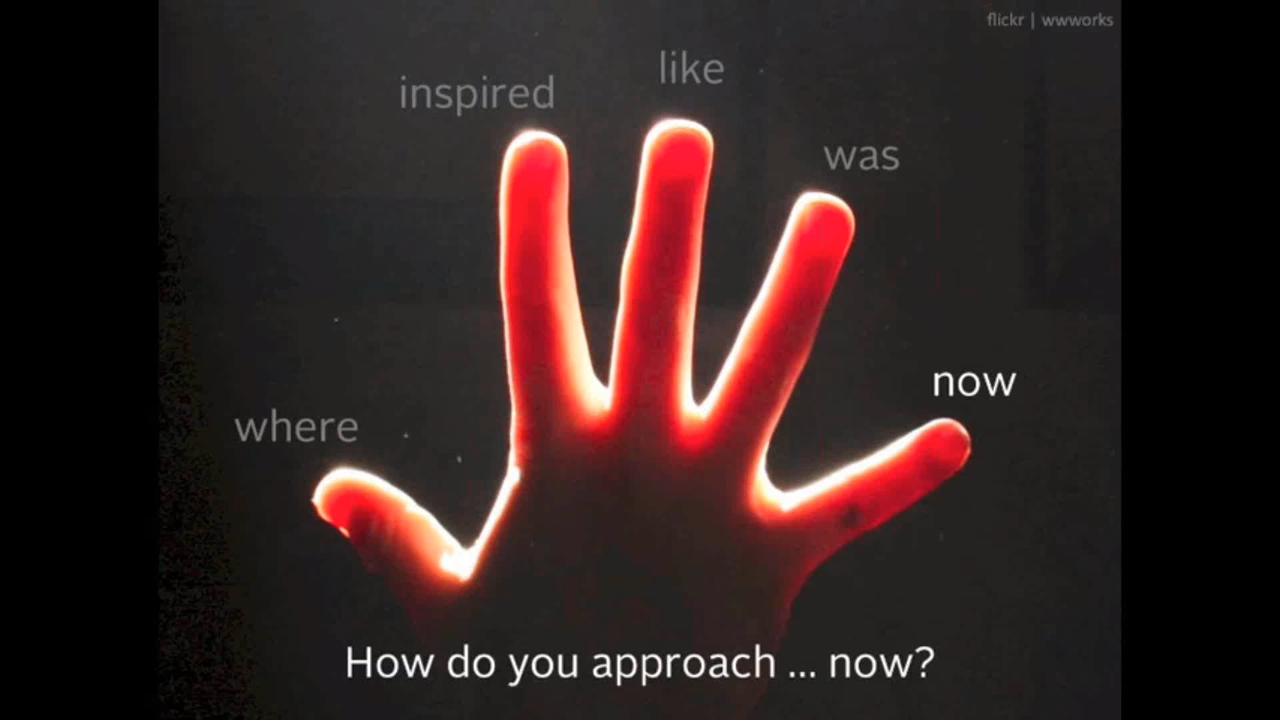 flickr | wwworks
like
inspired
was
now
where
How do you approach ... now?